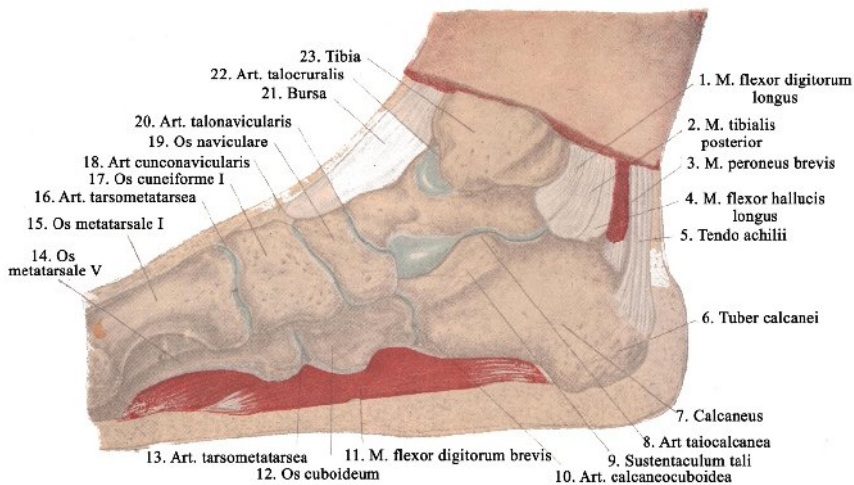 23. Tibia
22. Art. talocruralis
21. Bursa
20. Art. talonavicularis
19. Os naviculare
18. Art cunconavicularis
17. Os cunciforme I
16. Art. tarsometatarsea
15. Os metatarsale I
14. Os
metatarsale V
1. M. flexor digitorum
longus
2. M. tibialis
posterior
3. M. peroneus brevis
4. M. flexor hallucis
longus
5. Tendo achilii
6. Tuber calcanei
7. Calcaneus
8. Art taiocalcanea
9. Sustentaculum tali
10. Art. calcaneocuboidea
11. M. flexor digitorum brevis
12. Os cuboideum
13. Art. tarsometatarsea